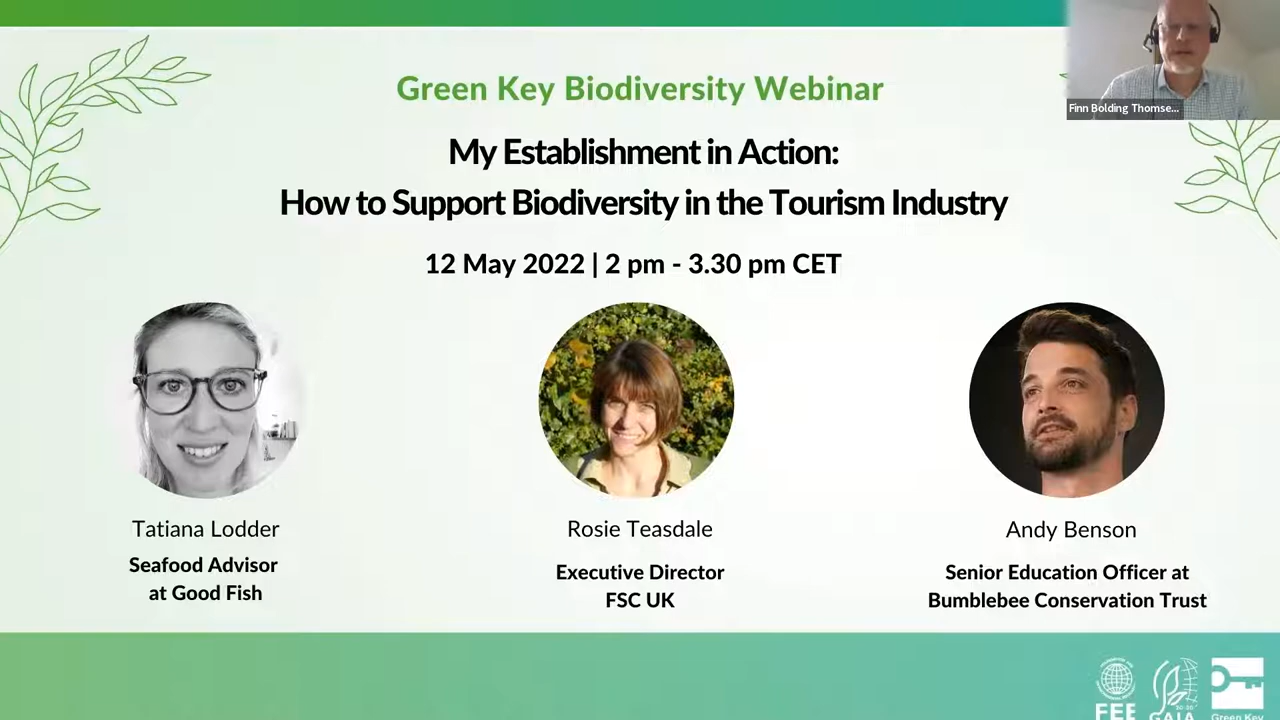 Green Key Biodiversity Webinar
Finn Bolding Thomse...
My Establishment in Action:
How to Support Biodiversity in the Tourism Industry
12 May 2022 | 2 pm - 3.30 pm CET
Tatiana Lodder
Seafood Advisor
at Good Fish
Rosie Teasdale
Executive Director
FSC UK
Andy Benson
Senior Education Officer at
Bumblebee Conservation Trust
FEE
GAIA
Green Key